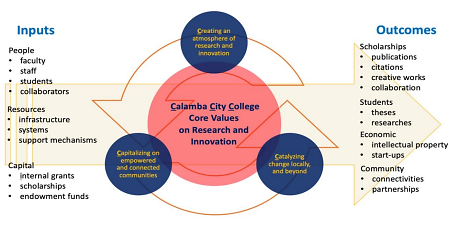 Inputs
People
• faculty
• staff
• students
• collaborators
Resources
• infrastructure
• systems
• support mechanisms
Capital
• internal grants
• scholarships
• endowment funds
Creating an
atmosphere of
research and
innovation
Calamba City College
Core Values
on Research and
Innovation
Capitalizing on
empowered
and connected
communities
Catalyzing
change locally,
and beyond
Outcomes
Scholarships
• publications
• citations
• creative works
• collaboration
Students
• theses
• researches
Economic
• intellectual property
• start-ups
Community
• connectivities
• partnerships